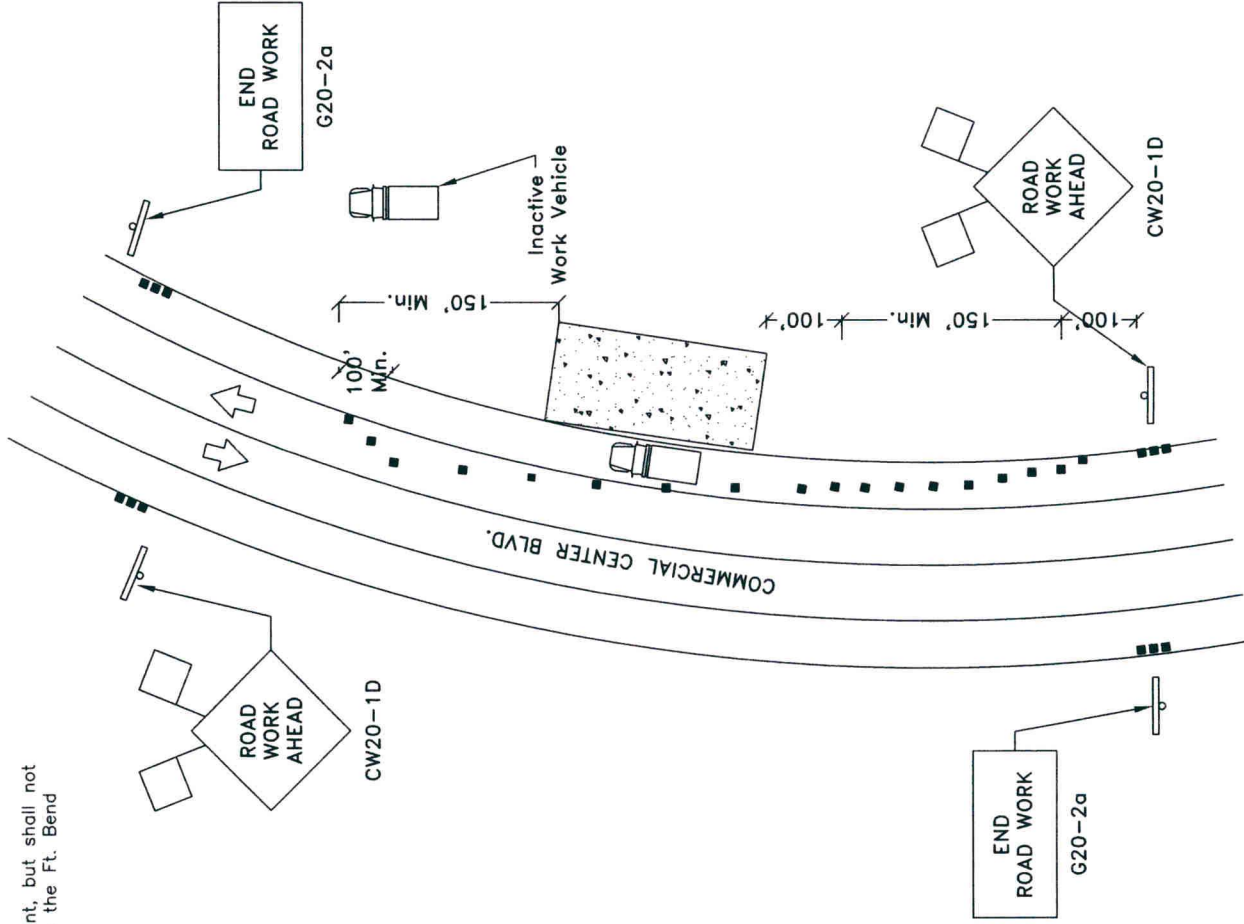 nt, but shall not
the Ft. Bend
END
ROAD WORK
G20-2a
Inactive
Work Vehicle
150' Min.
100'
Min.
ROAD
WORK
AHEAD
CW20-1D
COMMERCIAL CENTER BLVD.
ROAD
WORK
AHEAD
CW20-1D
100'
150' Min.
100'
END
ROAD WORK
G20-2a